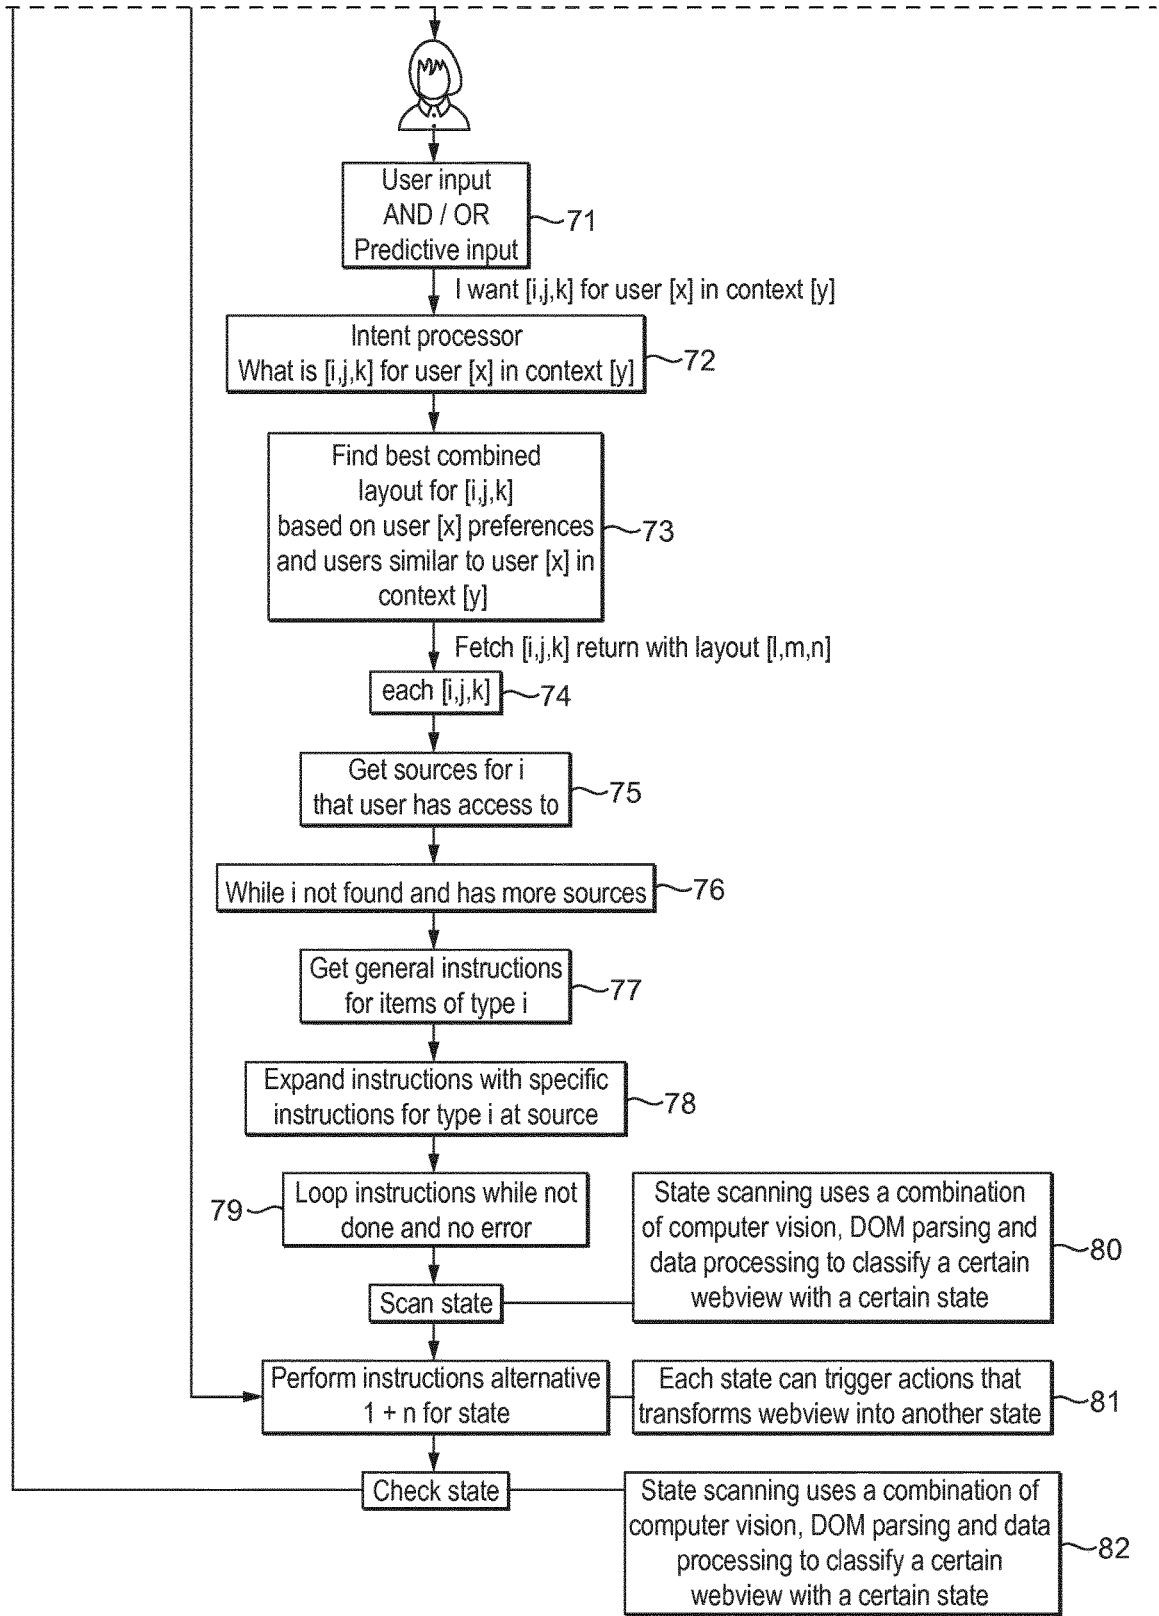 User input
AND / OR
Predictive input
71
I want [i,j,k] for user [x] in context [y]
Intent processor
What is [i,j,k] for user [x] in context [y]
72
Find best combined
layout for [i,j,k]
based on user [x] preferences
and users similar to user [x] in
context [y]
73
Fetch [i,j,k] return with layout [l,m,n]
each [i,j,k]
74
Get sources for i
that user has access to
75
While i not found and has more sources
76
Get general instructions
for items of type i
77
Expand instructions with specific
instructions for type i at source
78
Loop instructions while not
done and no error
79
State scanning uses a combination
of computer vision, DOM parsing and
data processing to classify a certain
webview with a certain state
80
Scan state
Perform instructions alternative
1 + n for state
Each state can trigger actions that
transforms webview into another state
81
Check state
State scanning uses a combination of
computer vision, DOM parsing and data
processing to classify a certain
webview with a certain state
82